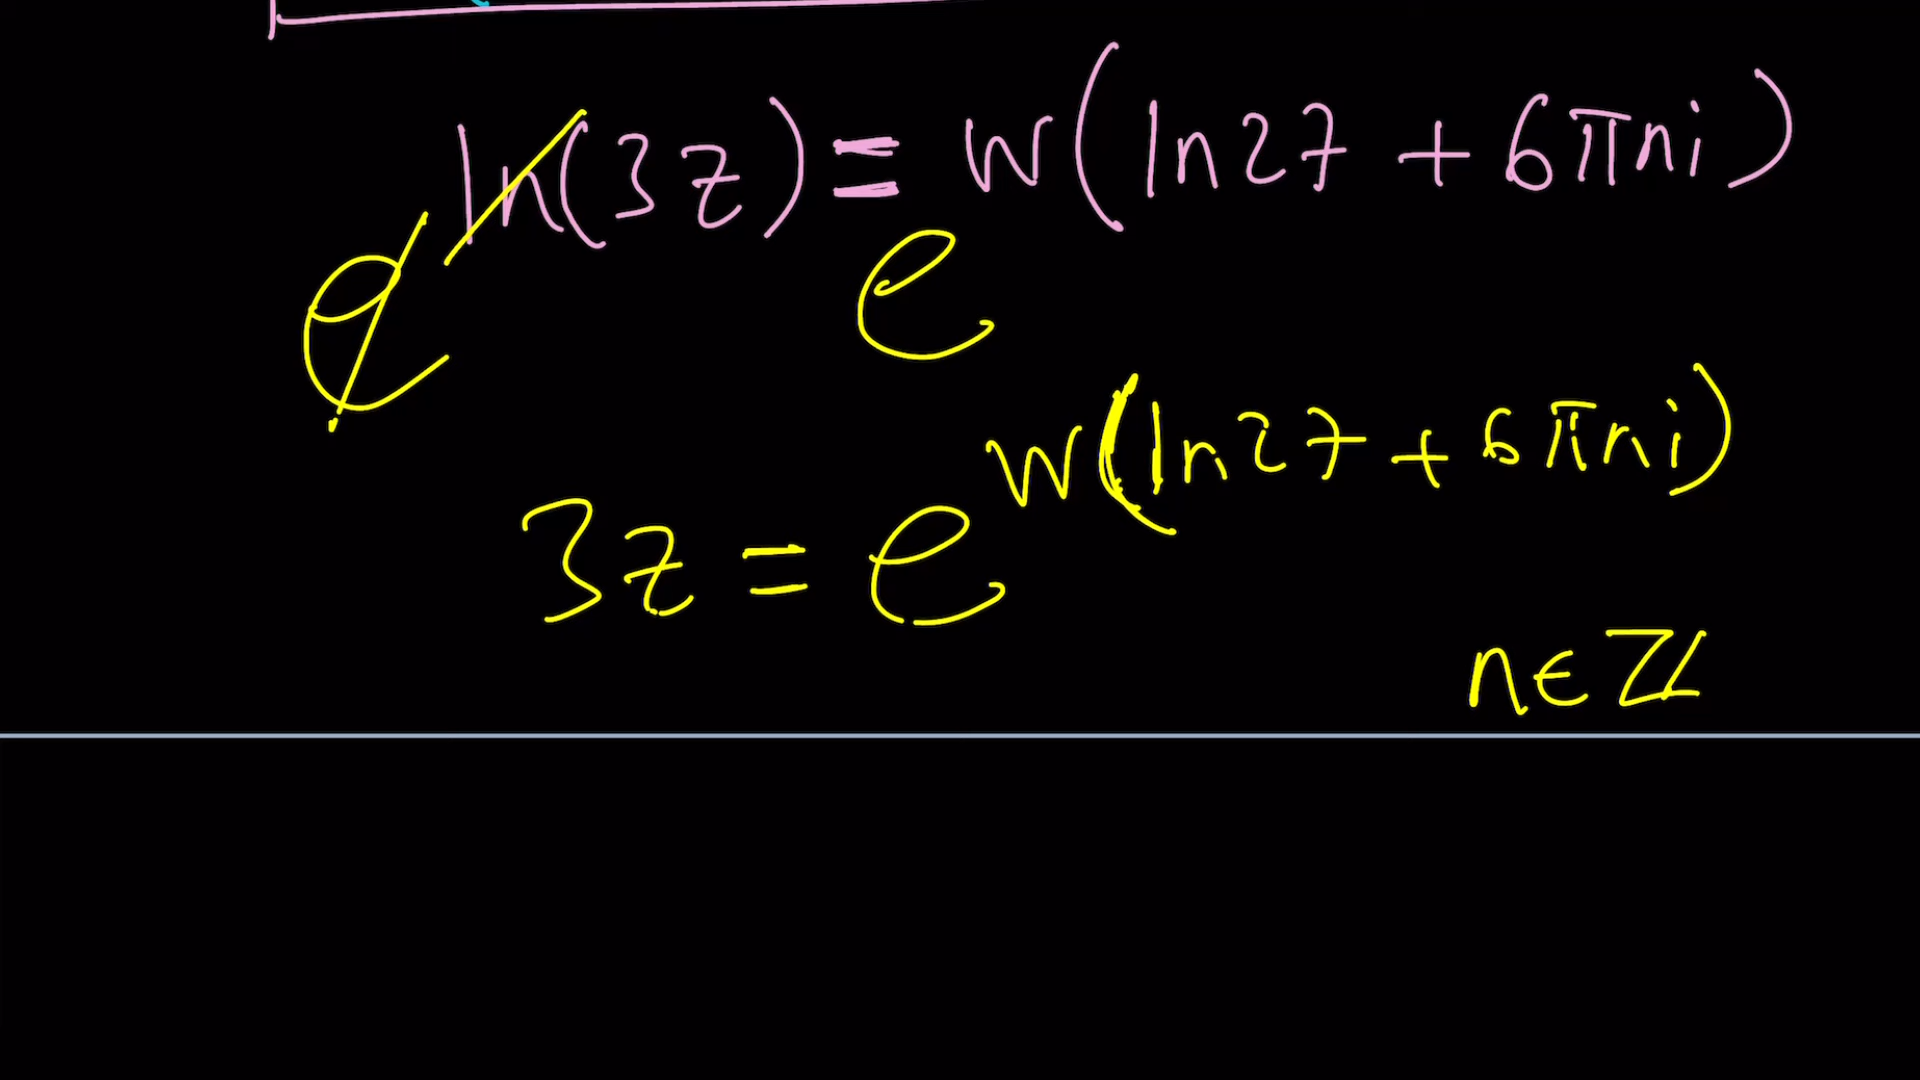 ln(3z) = W(ln27 + 6πni)
e e
3z = e^W(ln27 + 6πni)
n∈ℤ